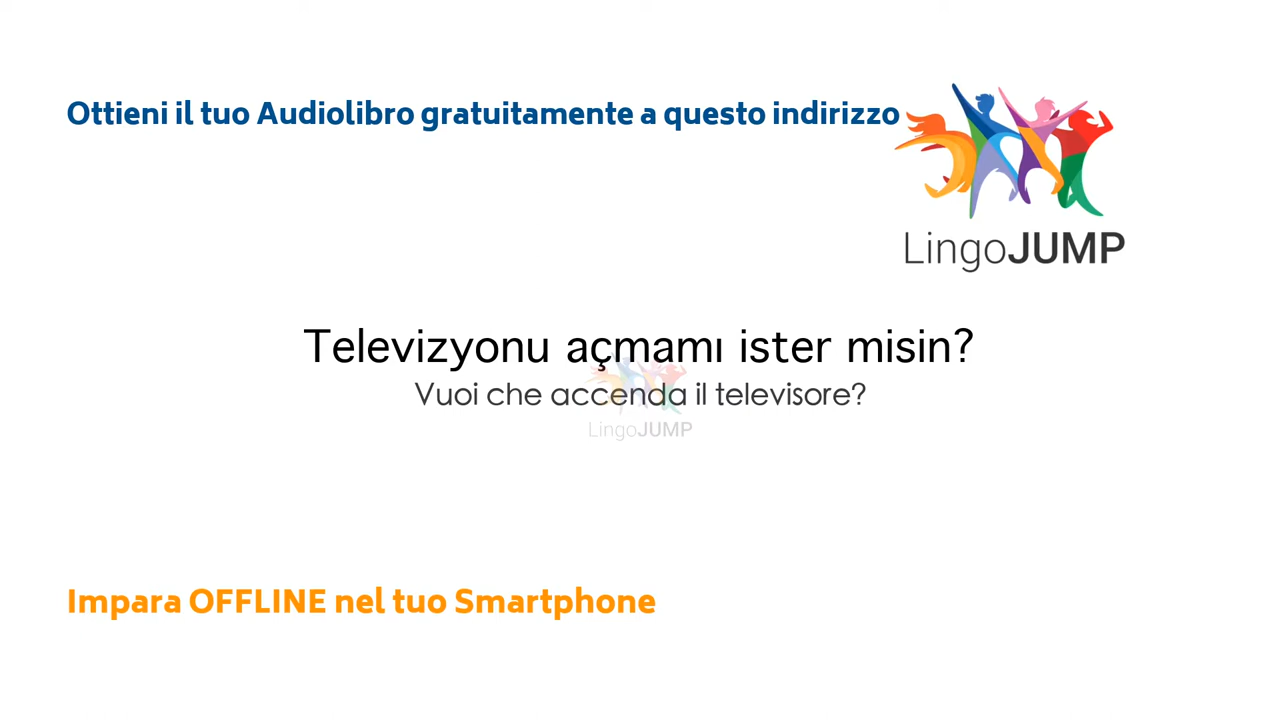 Ottieni il tuo Audiolibro gratuitamente a questo indirizzo
LingoJUMP
Televizyonu açmamı ister misin?
Vuoi che accenda il televisore?
LingoJUMP
Impara OFFLINE nel tuo Smartphone